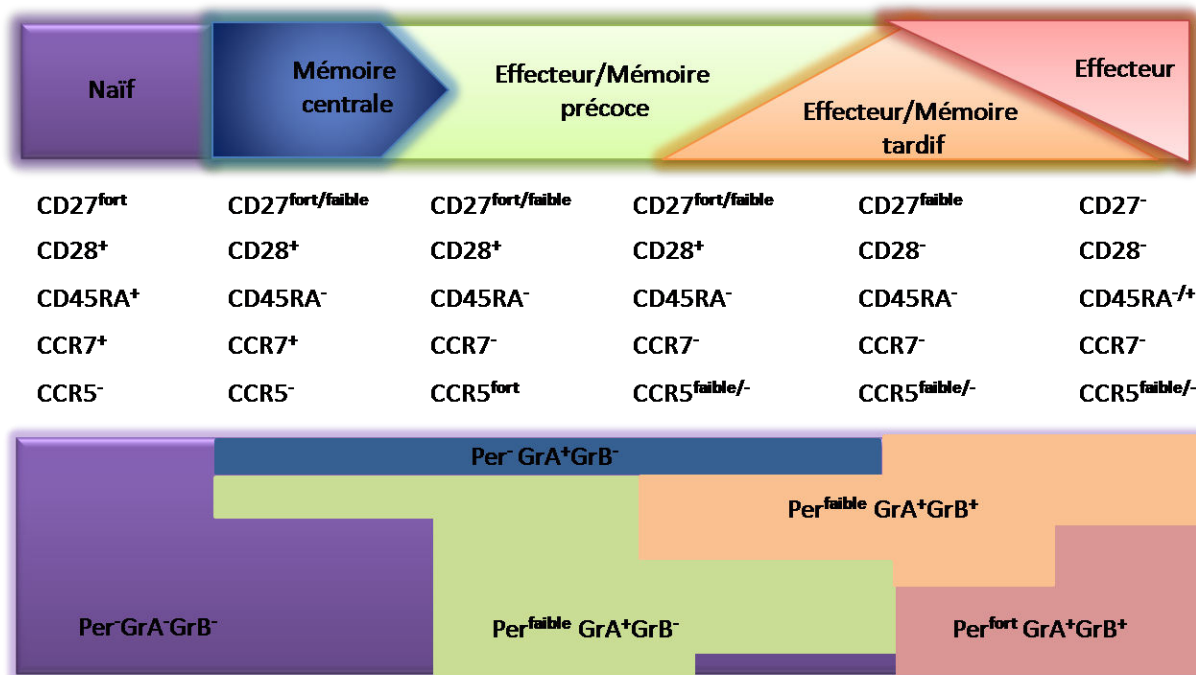 Naïf
Mémoire
centrale
Effecteur/Mémoire
précoce
Effecteur/Mémoire
tardif
Effecteur
CD27fort CD27fort/faible CD27fort/faible CD27fort/faible CD27faible CD27-
CD28+ CD28+ CD28+ CD28+ CD28- CD28-
CD45RA+ CD45RA- CD45RA- CD45RA- CD45RA- CD45RA-/+
CCR7+ CCR7+ CCR7- CCR7- CCR7- CCR7-
CCR5- CCR5- CCR5fort CCR5faible/- CCR5faible/- CCR5faible/-
Per- GrA+GrB-
Perfaible GrA+GrB+
Per-GrA-GrB-
Perfaible GrA+GrB-
Perfort GrA+GrB+